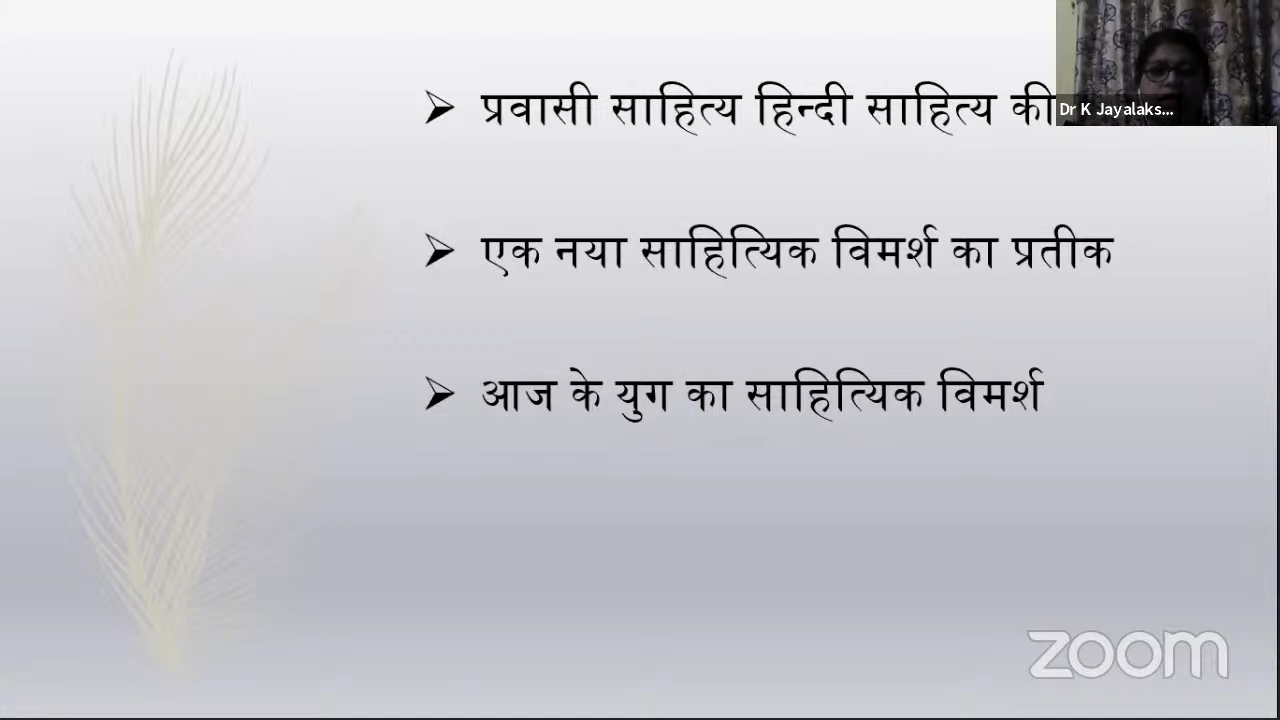 ➢ प्रवासी साहित्य हिन्दी साहित्य की
Dr K Jayalaks...
➢ एक नया साहित्यिक विमर्श का प्रतीक
➢ आज के युग का साहित्यिक विमर्श
zoom